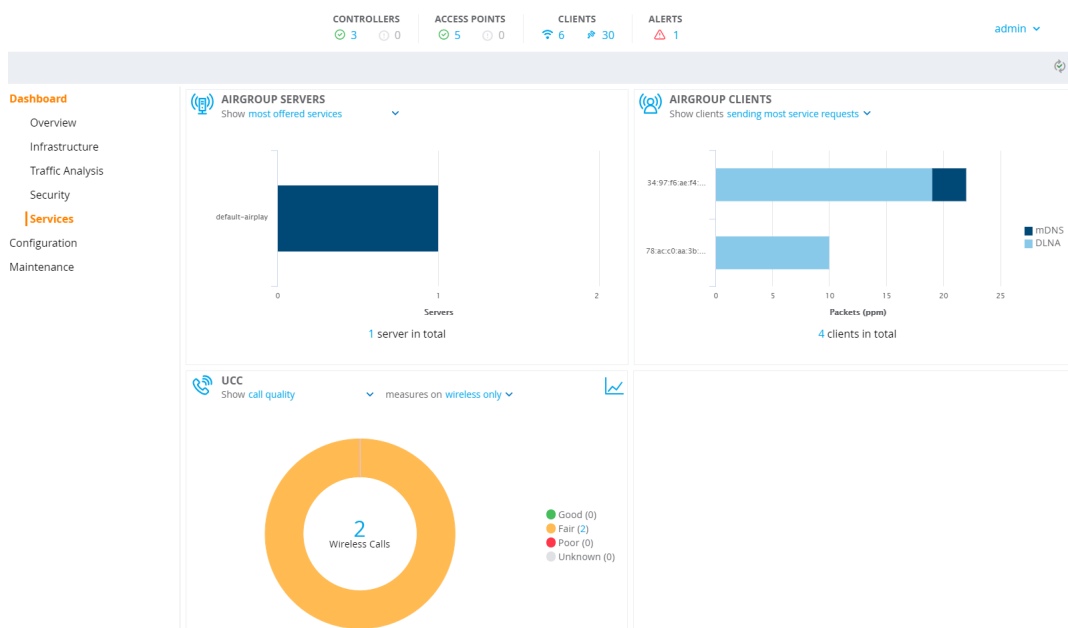 CONTROLLERS ACCESS POINTS CLIENTS ALERTS
3 0 5 0 6 30 1
admin
Dashboard
Overview
Infrastructure
Traffic Analysis
Security
Services
Configuration
Maintenance
AIRGROUP SERVERS
Show most offered services
default-airplay
0 1 2
Servers
1 server in total
AIRGROUP CLIENTS
Show clients sending most service requests
34:97:f6:ae:f4:...
78:ac:c0:aa:3b:...
0 5 10 15 20 25
Packets (ppm)
mDNS
DLNA
4 clients in total
UCC
Show call quality measures on wireless only
2
Wireless Calls
Good (0)
Fair (2)
Poor (0)
Unknown (0)